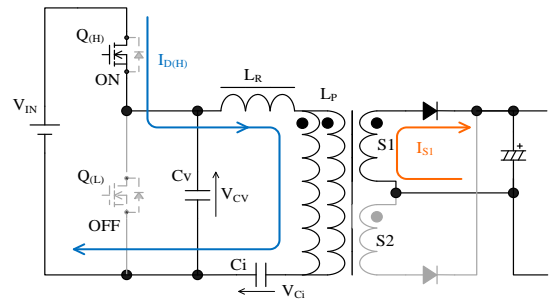 Q(H)
ON
ID(H)
VIN
LR
LP
Q(L)
OFF
Cv
VCV
Ci
VCi
S1
IS1
S2
+